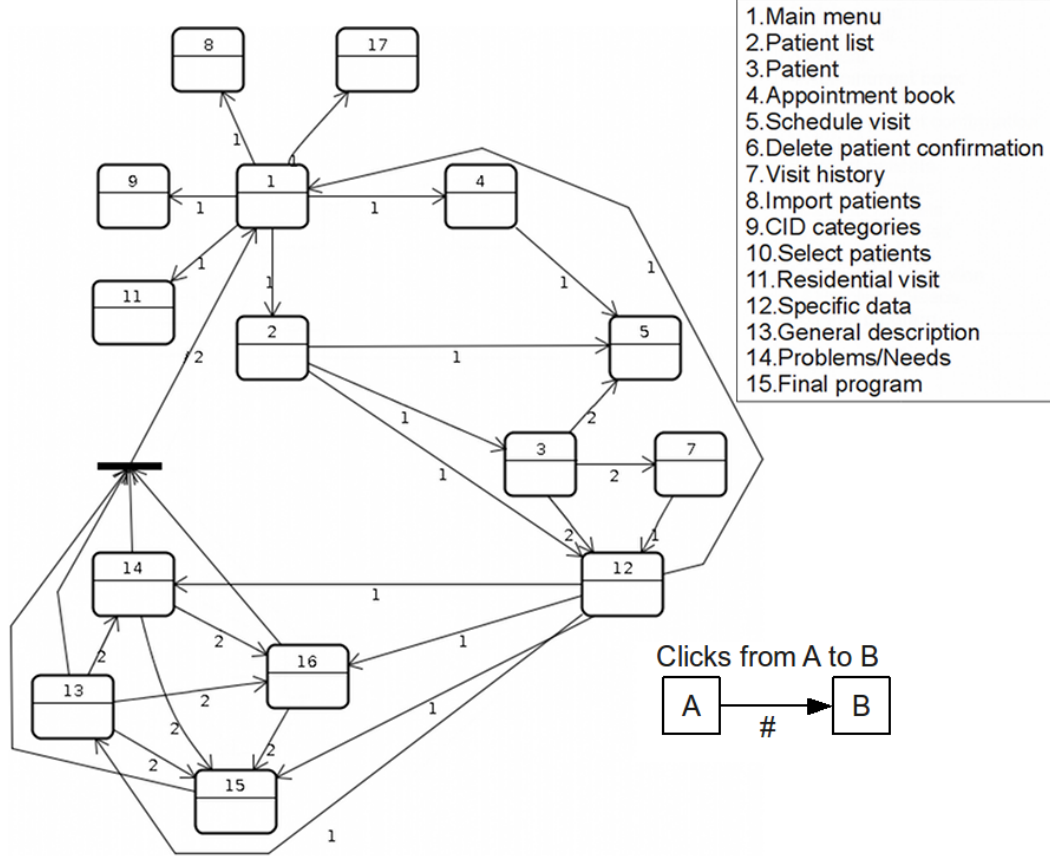 8
17
1
1
9
1
4
1
1
1
1
11
1
1
2
5
1
/ 2
1
2
1
3
7
2
2
1
12
14
1
2
1
2
16
13
2
1
2
2
2
15
1
1.Main menu
2.Patient list
3.Patient
4.Appointment book
5.Schedule visit
6.Delete patient confirmation
7.Visit history
8.Import patients
9.CID categories
10.Select patients
11.Residential visit
12.Specific data
13.General description
14.Problems/Needs
15.Final program
Clicks from A to B
A
B
#